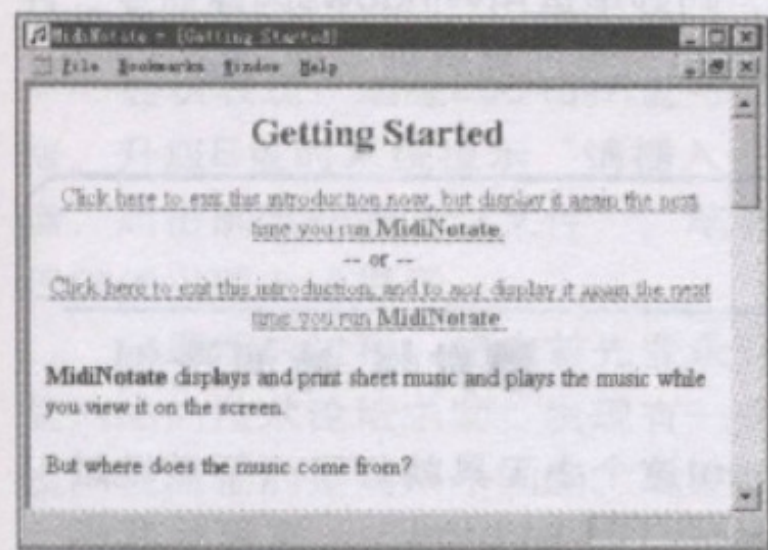 MidiNotate - [Getting Started]
File Bookmarks Window Help
Getting Started
Click here to exit this introduction now, but display it again the next
time you run MidiNotate.
-- or --
Click here to exit this introduction, and to not display it again the next
time you run MidiNotate.
MidiNotate displays and print sheet music and plays the music while
you view it on the screen.
But where does the music come from?